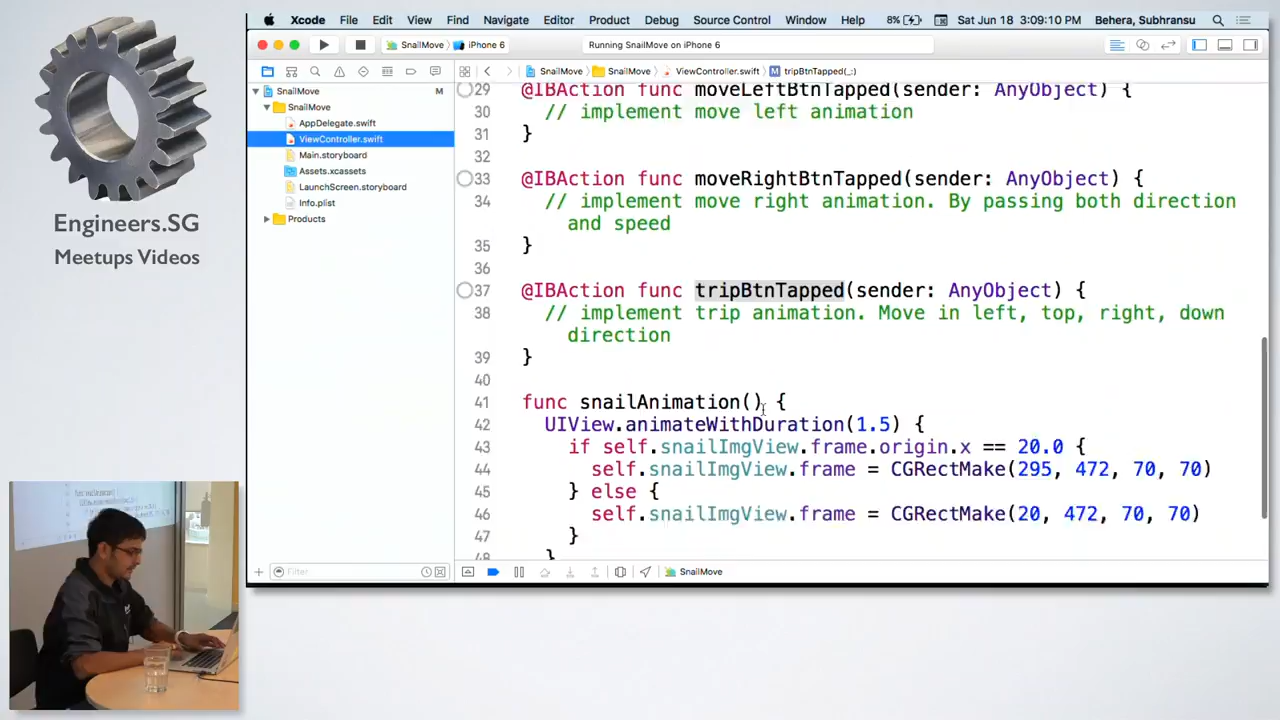 Xcode File Edit View Find Navigate Editor Product Debug Source Control Window Help 8% Sat Jun 18 3:09:10 PM Behera, Subhransu
SnailMove iPhone 6 Running SnailMove on iPhone 6
SnailMove SnailMove ViewController.swift M tripBtnTapped(_:)
SnailMove M
SnailMove
AppDelegate.swift
ViewController.swift
Main.storyboard
Assets.xcassets
LaunchScreen.storyboard
Info.plist
Products
Filter
29 @IBAction func moveLeftBtnTapped(sender: AnyObject) {
30 // implement move left animation
31 }
32
33 @IBAction func moveRightBtnTapped(sender: AnyObject) {
34 // implement move right animation. By passing both direction
and speed
35 }
36
37 @IBAction func tripBtnTapped(sender: AnyObject) {
38 // implement trip animation. Move in left, top, right, down
direction
39 }
40
41 func snailAnimation() {
42 UIView.animateWithDuration(1.5) {
43 if self.snailImgView.frame.origin.x == 20.0 {
44 self.snailImgView.frame = CGRectMake(295, 472, 70, 70)
45 } else {
46 self.snailImgView.frame = CGRectMake(20, 472, 70, 70)
47 }
48 }
SnailMove
Engineers.SG
Meetups Videos